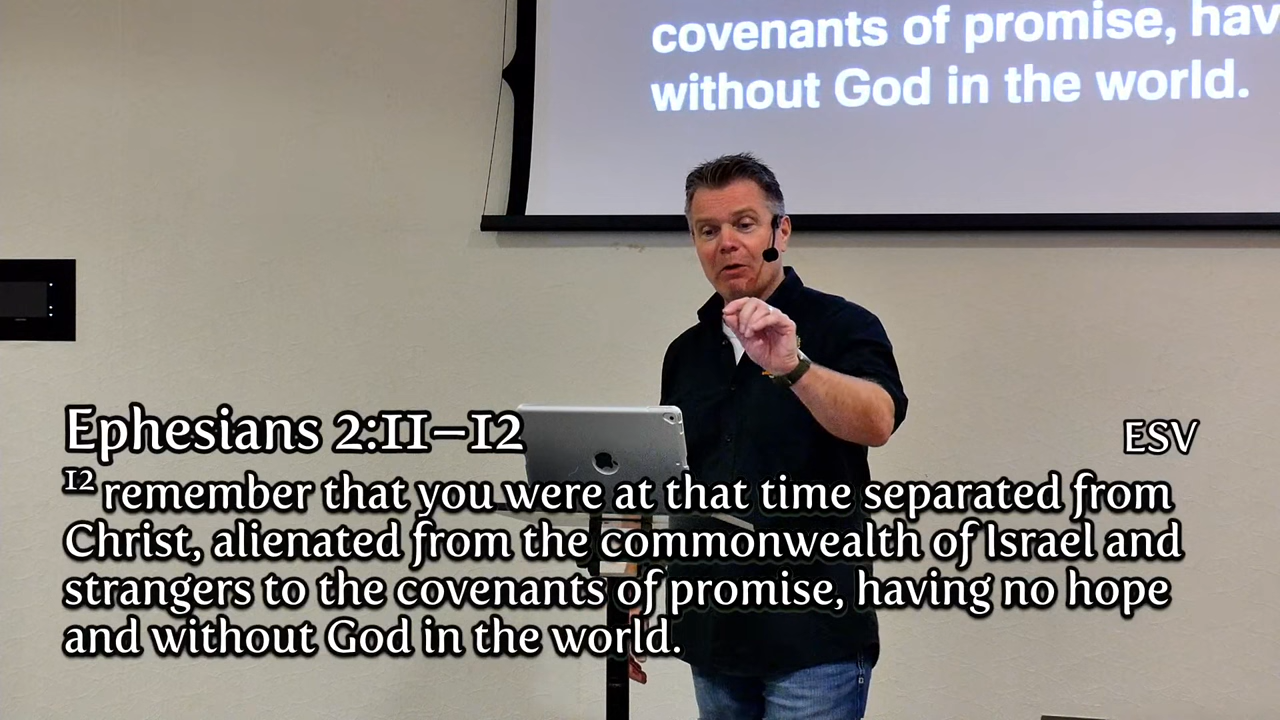 covenants of promise, hav
without God in the world.
Ephesians 2:11–12
ESV
12 remember that you were at that time separated from
Christ, alienated from the commonwealth of Israel and
strangers to the covenants of promise, having no hope
and without God in the world.